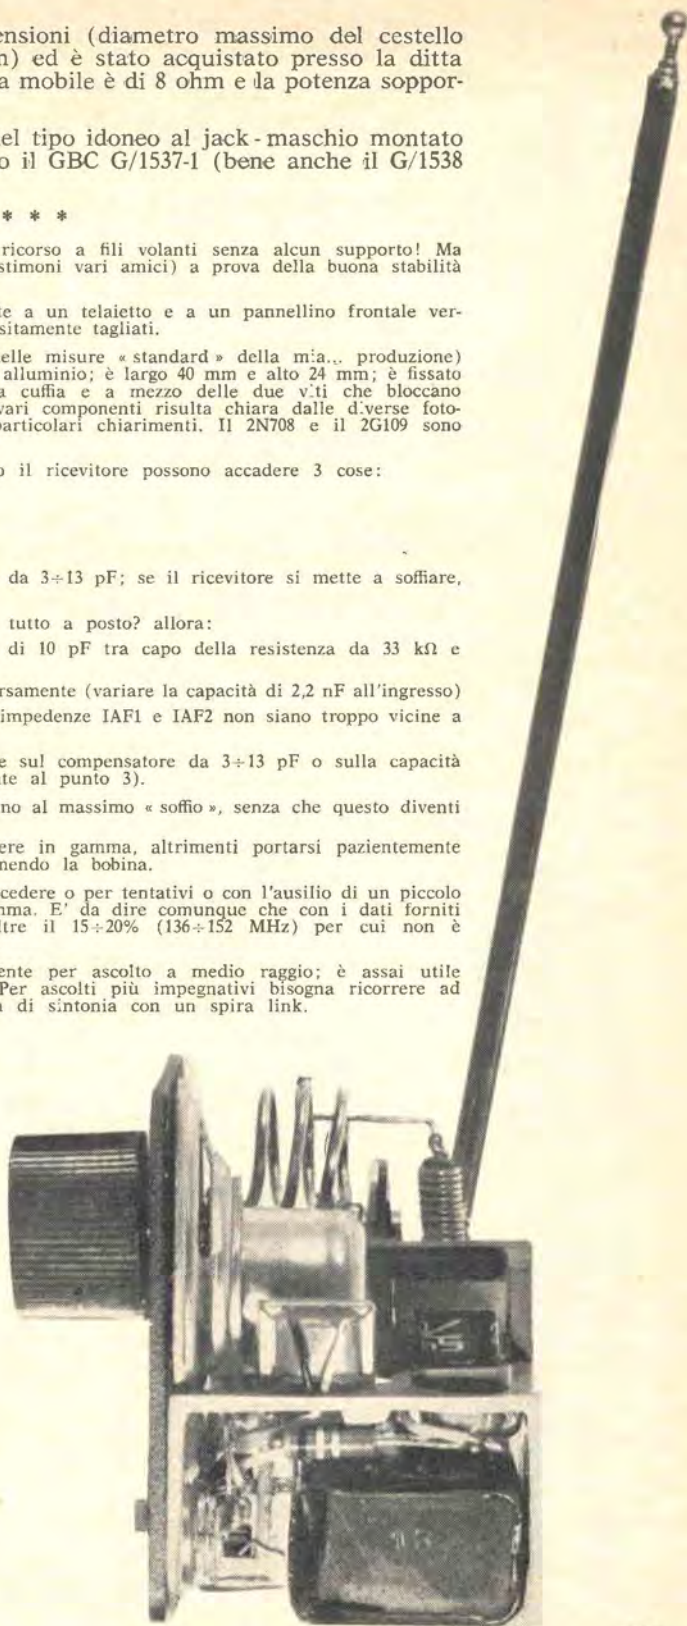 ensioni (diametro massimo del cestello
n) ed è stato acquistato presso la ditta
a mobile è di 8 ohm e la potenza soppor-
el tipo idoneo al jack-maschio montato
o il GBC G/1537-1 (bene anche il G/1538
* * *
ricorso a fili volanti senza alcun supporto! Ma
stimoni vari amici) a prova della buona stabilità
te a un telaietto e a un pannellino frontale ver-
sitamente tagliati.
elle misure « standard » della mia... produzione)
alluminio; è largo 40 mm e alto 24 mm; è fissato
a cuffia e a mezzo delle due viti che bloccano
vari componenti risulta chiara dalle diverse foto-
particolari chiarimenti. Il 2N708 e il 2G109 sono
o il ricevitore possono accadere 3 cose:
da 3÷13 pF; se il ricevitore si mette a soffiare,
tutto a posto? allora:
di 10 pF tra capo della resistenza da 33 kΩ e
rsamente (variare la capacità di 2,2 nF all'ingresso)
impedenze IAF1 e IAF2 non siano troppo vicine a
e sul compensatore da 3÷13 pF o sulla capacità
te al punto 3).
no al massimo « soffio », senza che questo diventi
ere in gamma, altrimenti portarsi pazientemente
nendo la bobina.
cedere o per tentativi o con l'ausilio di un piccolo
mma. E' da dire comunque che con i dati forniti
ltre il 15÷20% (136÷152 MHz) per cui non è
ente per ascolto a medio raggio; è assai utile
Per ascolti più impegnativi bisogna ricorrere ad
a di sintonia con un spira link.